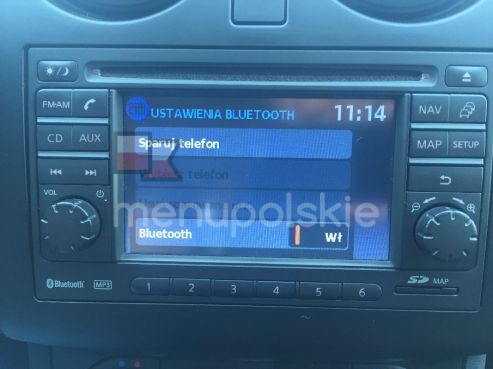 USTAWIENIA BLUETOOTH 11:14
FM·AM
NAV
Sparuj telefon
CD AUX
MAP SETUP
telefon
VOL
menupolskie
Bluetooth Wł
Bluetooth MP3
1 2 3 4 5 6
SD MAP